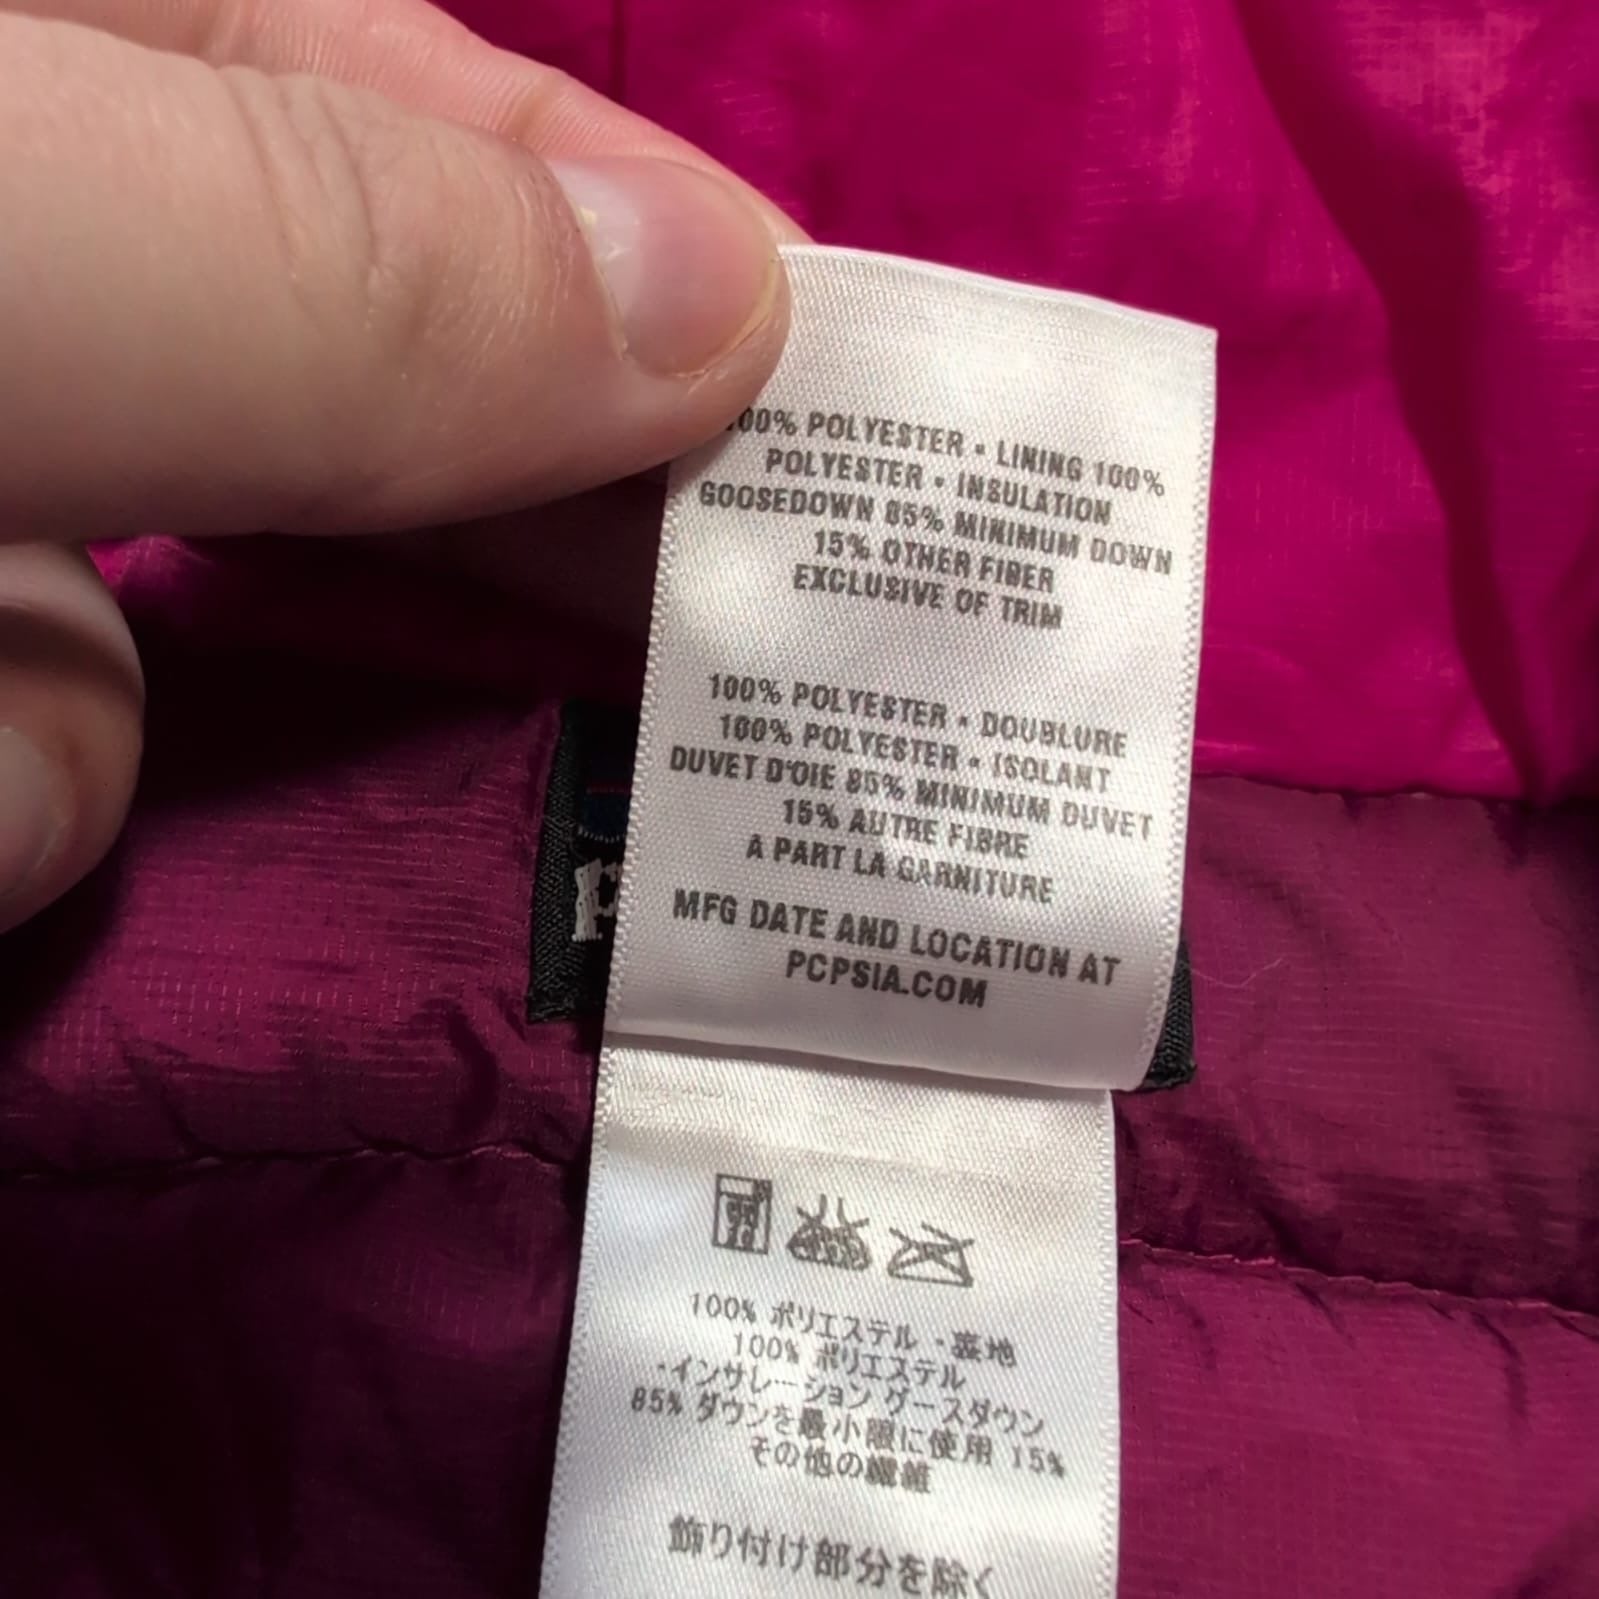 00% POLYESTER • LINING 100%
POLYESTER • INSULATION
GOOSEDOWN 85% MINIMUM DOWN
15% OTHER FIBER
EXCLUSIVE OF TRIM
100% POLYESTER • DOUBLURE
100% POLYESTER • ISOLANT
DUVET D'OIE 85% MINIMUM DUVET
15% AUTRE FIBRE
A PART LA GARNITURE
MFG DATE AND LOCATION AT
PCPSIA.COM
100% ポリエステル ・裏地
100% ポリエステル
・インサレーション グースダウン
85% ダウンを最小限に使用 15%
その他の繊維
飾り付け部分を除く